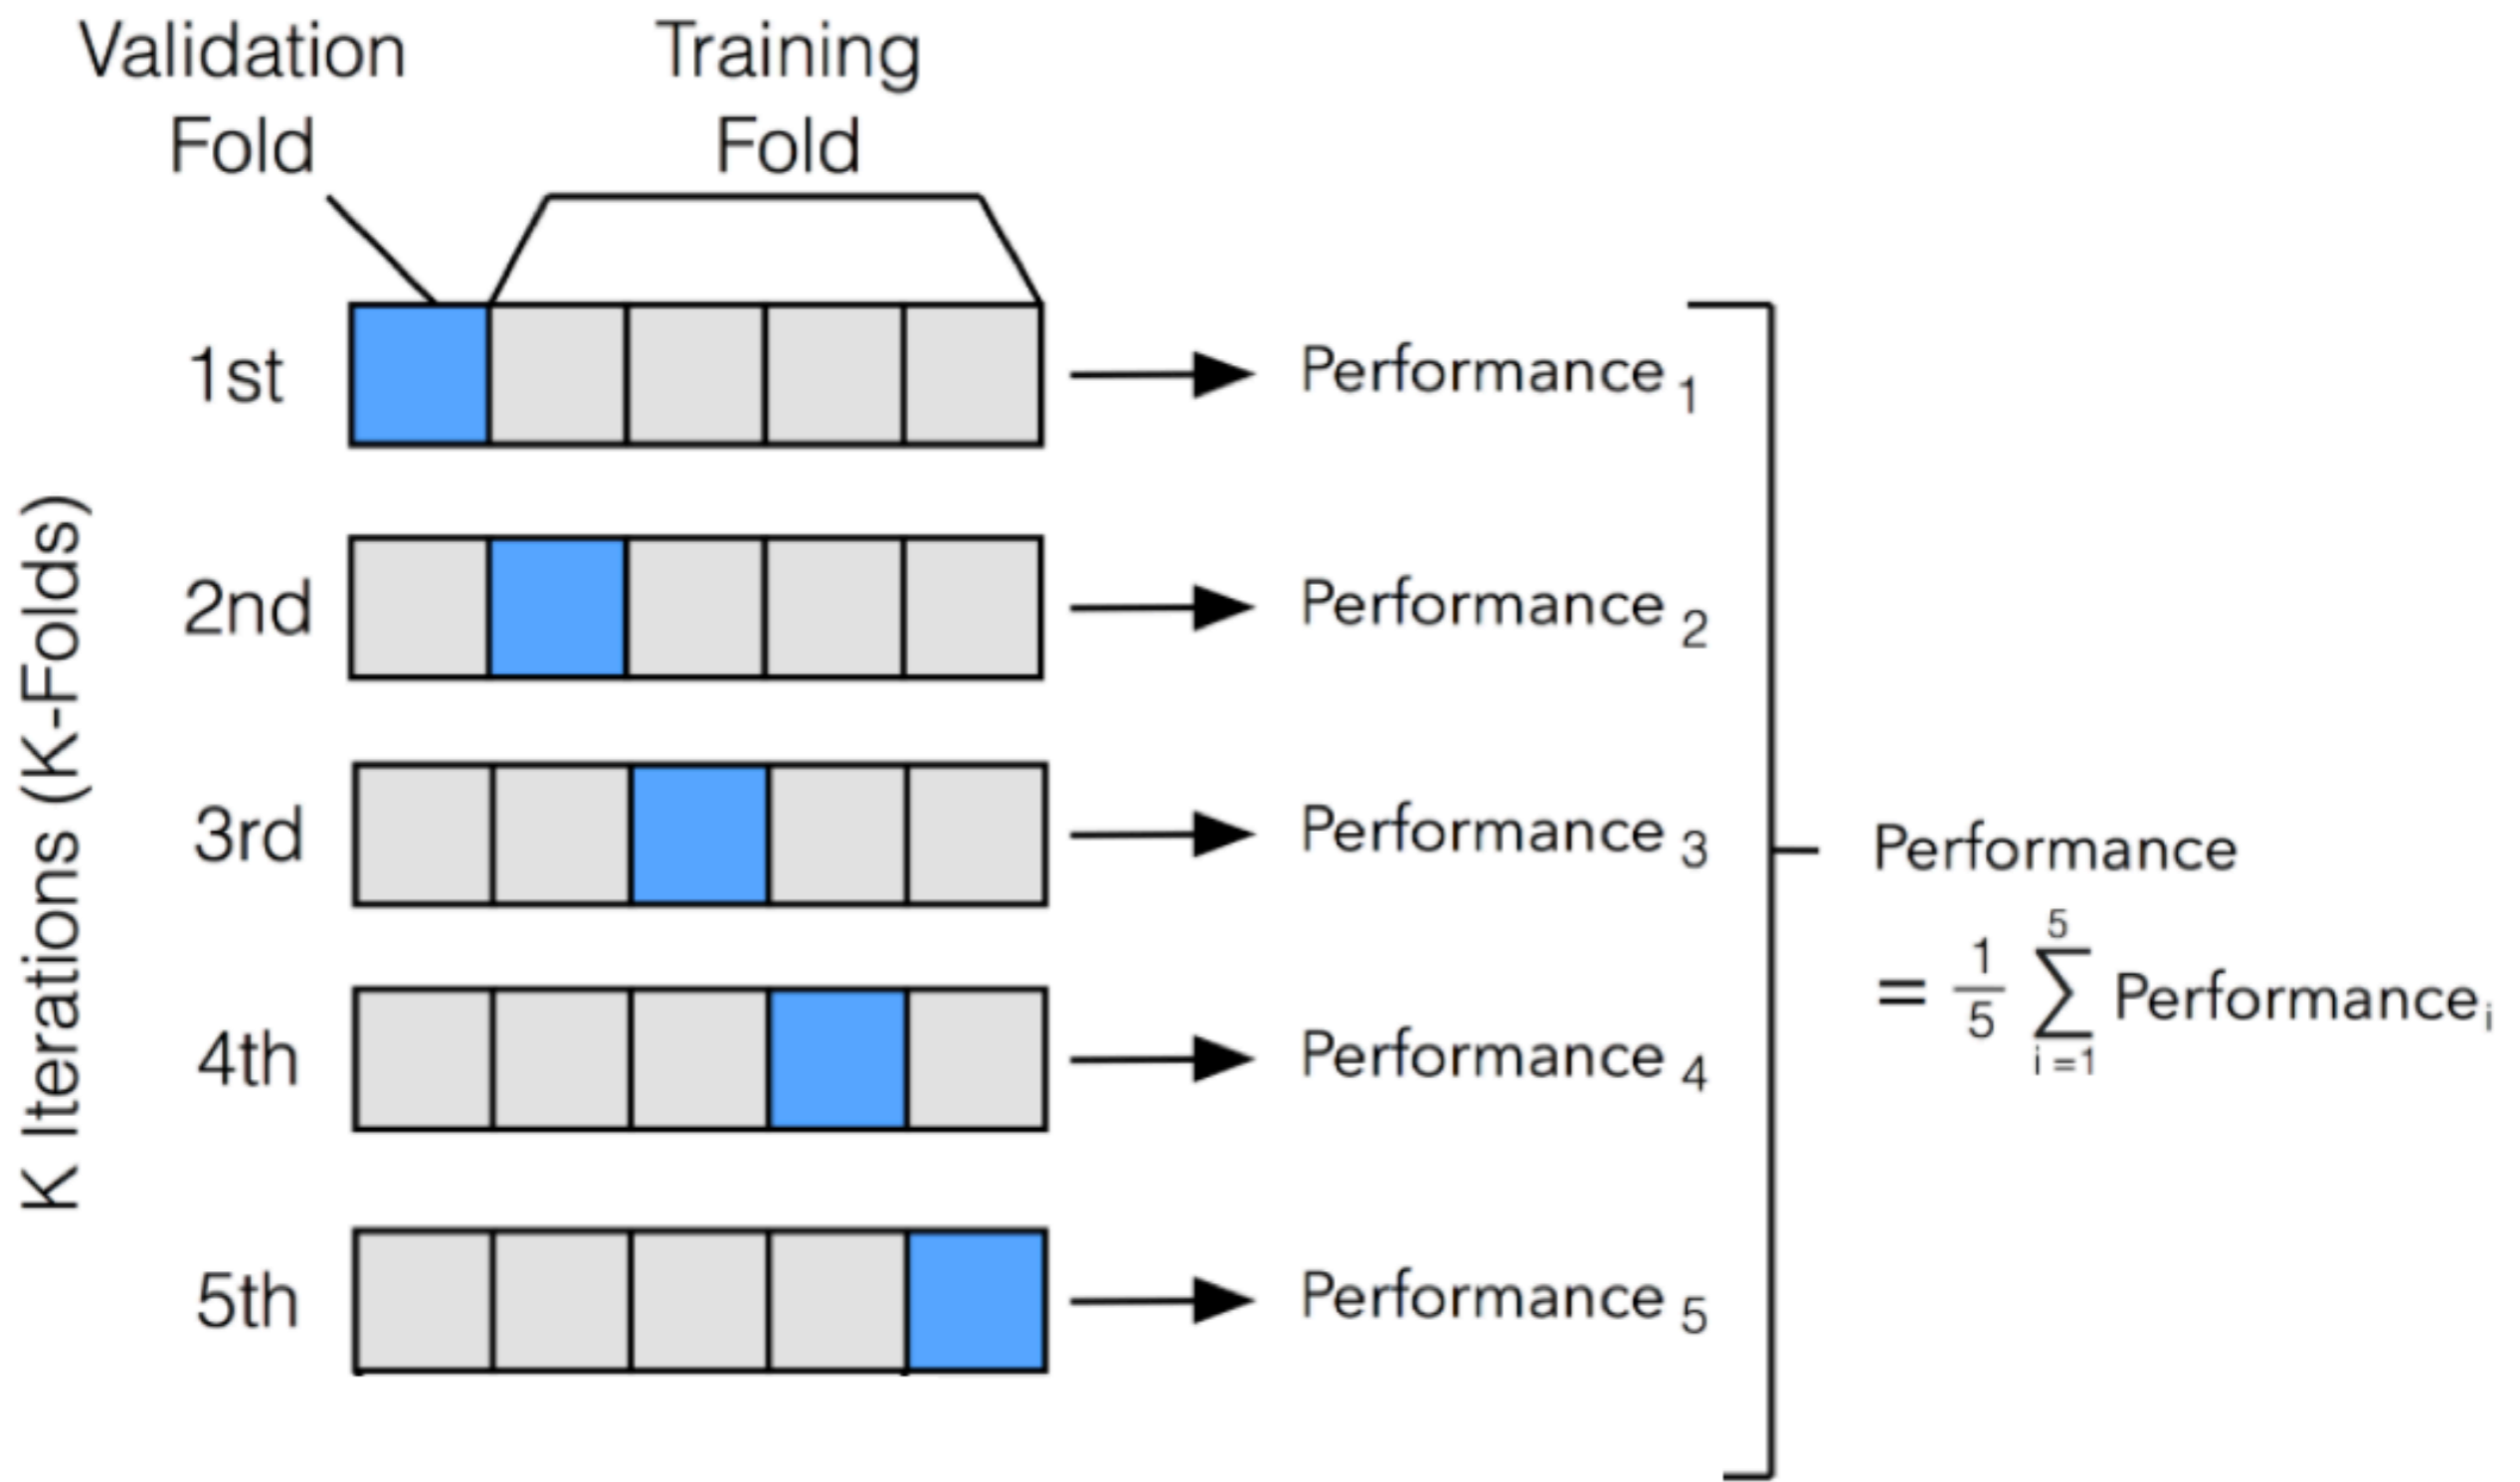 Validation
Fold
Training
Fold
K Iterations (K-Folds)
1st
Performance 1
2nd
Performance 2
3rd
Performance 3
4th
Performance 4
5th
Performance 5
Performance
= 1/5 5∑i=1 Performance i